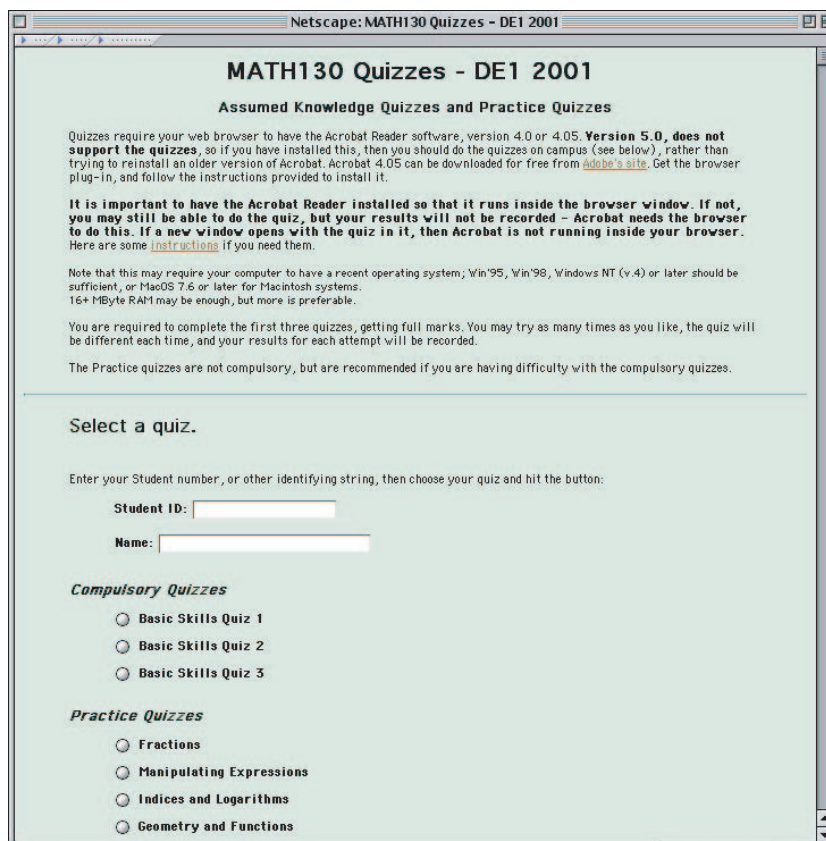 Netscape: MATH130 Quizzes - DE1 2001
MATH130 Quizzes - DE1 2001
Assumed Knowledge Quizzes and Practice Quizzes
Quizzes require your web browser to have the Acrobat Reader software, version 4.0 or 4.05. Version 5.0, does not
support the quizzes, so if you have installed this, then you should do the quizzes on campus (see below), rather than
trying to reinstall an older version of Acrobat. Acrobat 4.05 can be downloaded for free from Adobe's site. Get the browser
plug-in, and follow the instructions provided to install it.
It is important to have the Acrobat Reader installed so that it runs inside the browser window. If not,
you may still be able to do the quiz, but your results will not be recorded - Acrobat needs the browser
to do this. If a new window opens with the quiz in it, then Acrobat is not running inside your browser.
Here are some instructions if you need them.
Note that this may require your computer to have a recent operating system; Win'95, Win'98, Windows NT (v.4) or later should be
sufficient, or MacOS 7.6 or later for Macintosh systems.
16+ MByte RAM may be enough, but more is preferable.
You are required to complete the first three quizzes, getting full marks. You may try as many times as you like, the quiz will
be different each time, and your results for each attempt will be recorded.
The Practice quizzes are not compulsory, but are recommended if you are having difficulty with the compulsory quizzes.
Select a quiz.
Enter your Student number, or other identifying string, then choose your quiz and hit the button:
Student ID:
Name:
Compulsory Quizzes
Basic Skills Quiz 1
Basic Skills Quiz 2
Basic Skills Quiz 3
Practice Quizzes
Fractions
Manipulating Expressions
Indices and Logarithms
Geometry and Functions